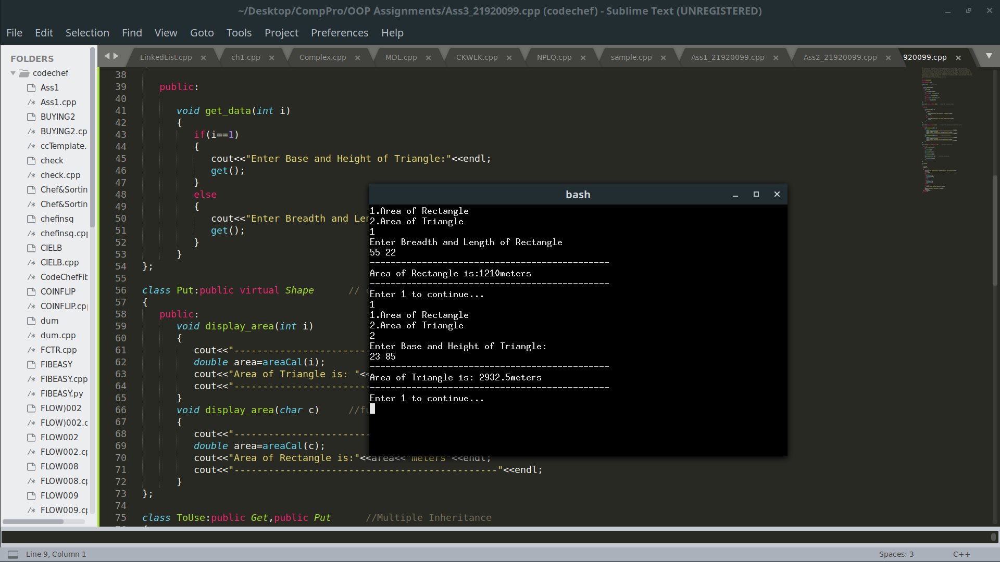 ~/Desktop/CompPro/OOP Assignments/Ass3_21920099.cpp (codechef) - Sublime Text (UNREGISTERED)
File Edit Selection Find View Goto Tools Project Preferences Help
LinkedList.cpp ch1.cpp Complex.cpp MDL.cpp CKWLK.cpp NPLQ.cpp sample.cpp Ass1_21920099.cpp Ass2_21920099.cpp 920099.cpp
FOLDERS
codechef
Ass1
/* Ass1.cpp
BUYING2
/* BUYING2.cp
/* ccTemplate.
check
/* check.cpp
Chef&Sortin
/* Chef&Sortin
chefinsq
/* chefinsq.cpp
CIELB
/* CIELB.cpp
/* CodeChefFib
COINFLIP
/* COINFLIP.cpp
dum
/* dum.cpp
/* FCTR.cpp
FIBEASY
/* FIBEASY.cpp
/* FIBEASY.py
FLOW)002
/* FLOW)002.c
FLOW002
/* FLOW002.cp
FLOW008
/* FLOW008.cp
FLOW009
/* FLOW009.cp
38
39 public:
40
41 void get_data(int i)
42 {
43 if(i==1)
44 {
45 cout<<"Enter Base and Height of Triangle:"<<endl;
46 get();
47 }
48 else
49 {
50 cout<<"Enter Breadth and Len
51 get();
52 }
53 }
54 };
55
56 class Put:public virtual Shape //
57 {
58 public:
59 void display_area(int i)
60 {
61 cout<<"------------------------
62 double area=areaCal(i);
63 cout<<"Area of Triangle is: "<<
64 cout<<"------------------------
65 }
66 void display_area(char c) //fu
67 {
68 cout<<"------------------------
69 double area=areaCal(c);
70 cout<<"Area of Rectangle is:"<<area<<"meters"<<endl;
71 cout<<"----------------------------------------------"<<endl;
72 }
73 };
74
75 class ToUse:public Get,public Put //Multiple Inheritance
bash
1.Area of Rectangle
2.Area of Triangle
1
Enter Breadth and Length of Rectangle
55 22
----------------------------------------------
Area of Rectangle is:1210meters
----------------------------------------------
Enter 1 to continue...
1
1.Area of Rectangle
2.Area of Triangle
2
Enter Base and Height of Triangle:
23 85
----------------------------------------------
Area of Triangle is: 2932.5meters
----------------------------------------------
Enter 1 to continue...
Line 9, Column 1 Spaces: 3 C++